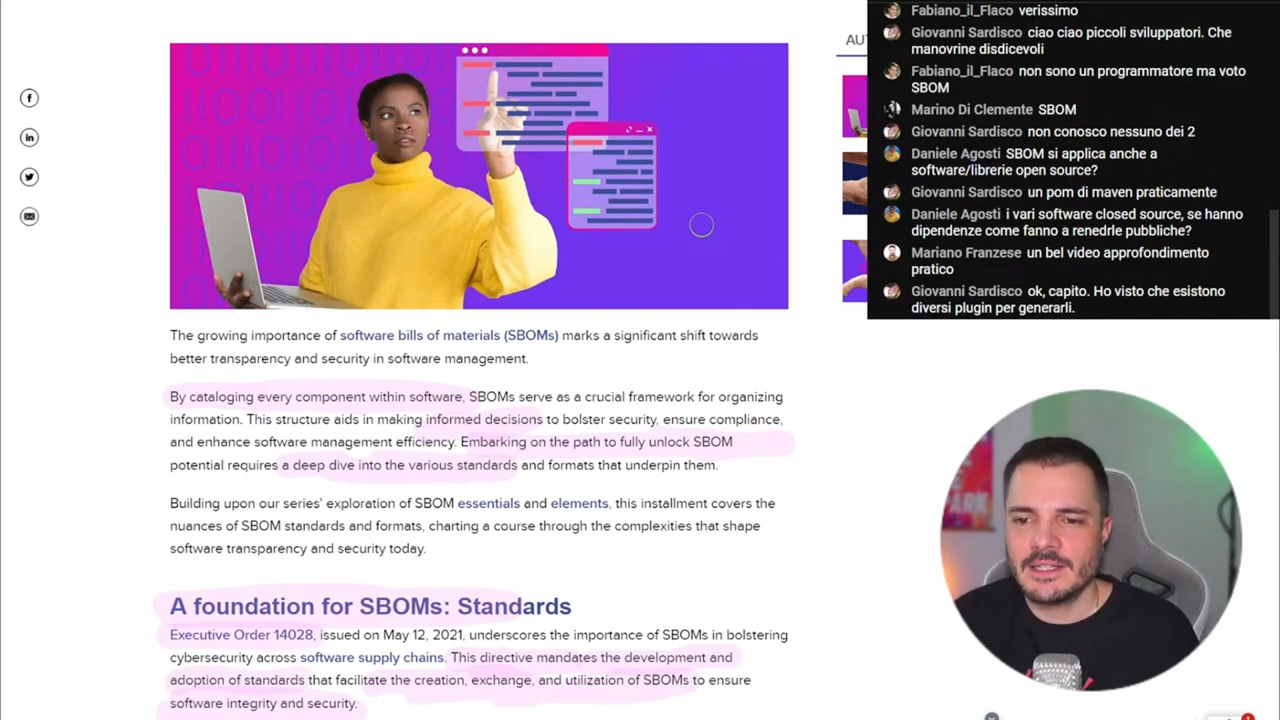 AUT
The growing importance of software bills of materials (SBOMs) marks a significant shift towards
better transparency and security in software management.
By cataloging every component within software, SBOMs serve as a crucial framework for organizing
information. This structure aids in making informed decisions to bolster security, ensure compliance,
and enhance software management efficiency. Embarking on the path to fully unlock SBOM
potential requires a deep dive into the various standards and formats that underpin them.
Building upon our series' exploration of SBOM essentials and elements, this installment covers the
nuances of SBOM standards and formats, charting a course through the complexities that shape
software transparency and security today.
A foundation for SBOMs: Standards
Executive Order 14028, issued on May 12, 2021, underscores the importance of SBOMs in bolstering
cybersecurity across software supply chains. This directive mandates the development and
adoption of standards that facilitate the creation, exchange, and utilization of SBOMs to ensure
software integrity and security.
Fabiano_il_Flaco verissimo
Giovanni Sardisco ciao ciao piccoli sviluppatori. Che
manovrine disdicevoli
Fabiano_il_Flaco non sono un programmatore ma voto
SBOM
Marino Di Clemente SBOM
Giovanni Sardisco non conosco nessuno dei 2
Daniele Agosti SBOM si applica anche a
software/librerie open source?
Giovanni Sardisco un pom di maven praticamente
Daniele Agosti i vari software closed source, se hanno
dipendenze come fanno a renedrle pubbliche?
Mariano Franzese un bel video approfondimento
pratico
Giovanni Sardisco ok, capito. Ho visto che esistono
diversi plugin per generarli.